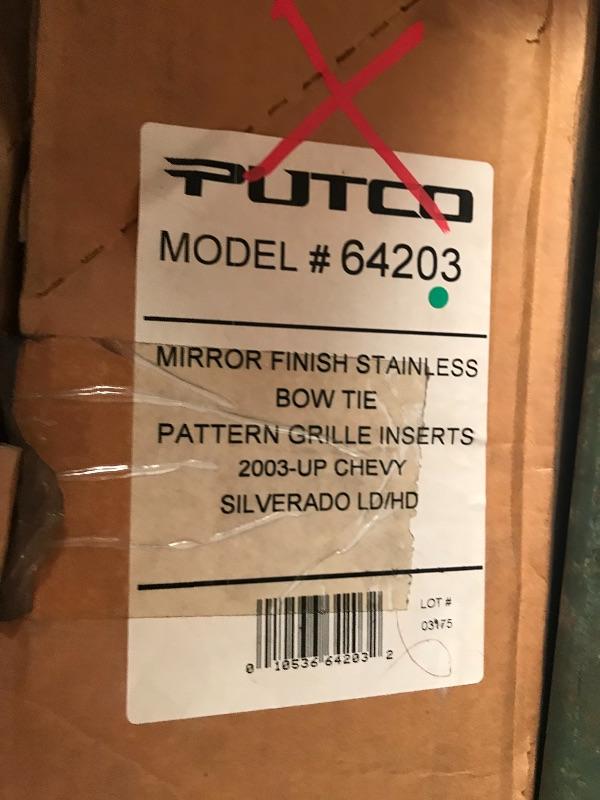 PUTCO
MODEL # 64203
MIRROR FINISH STAINLESS
BOW TIE
PATTERN GRILLE INSERTS
2003-UP CHEVY
SILVERADO LD/HD
LOT #
0 10536 64203 2